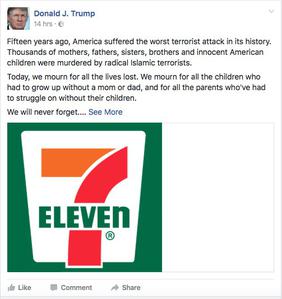 Donald J. Trump
14 hrs ·
Fifteen years ago, America suffered the worst terrorist attack in its history.
Thousands of mothers, fathers, sisters, brothers and innocent American
children were murdered by radical Islamic terrorists.
Today, we mourn for all the lives lost. We mourn for all the children who
had to grow up without a mom or dad, and for all the parents who've had
to struggle on without their children.
We will never forget.... See More
7
ELEVEn
®
Like Comment Share